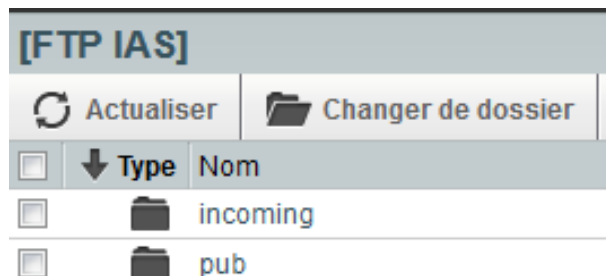 [FTP IAS]
Actualiser Changer de dossier
Type Nom
incoming
pub